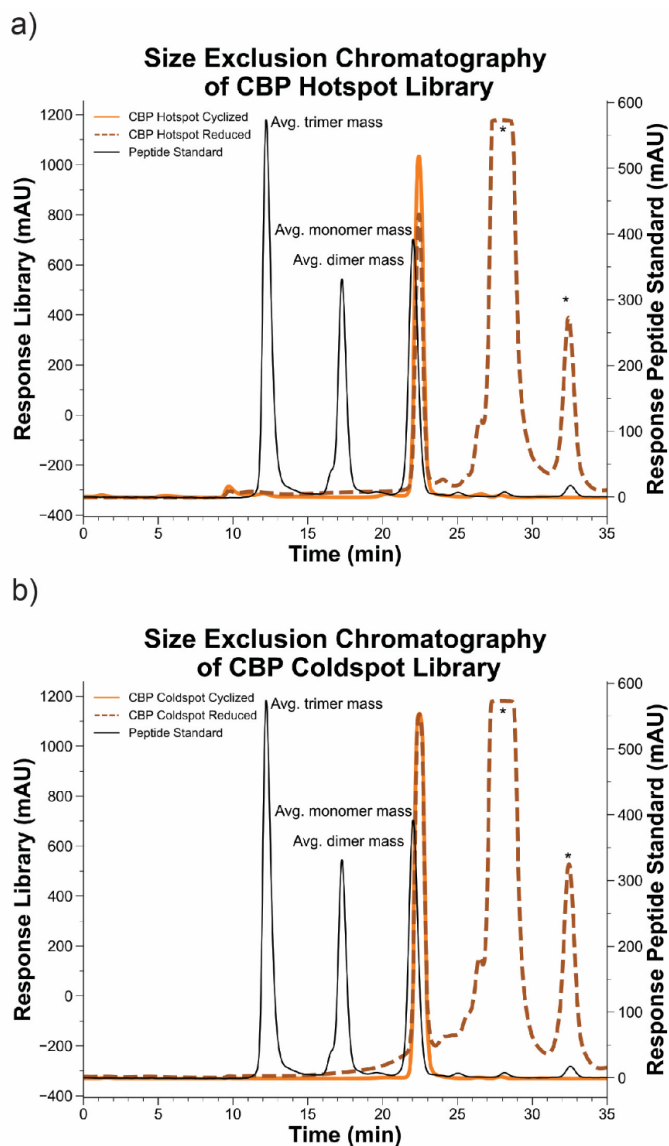 a)
Size Exclusion Chromatography
of CBP Hotspot Library
CBP Hotspot Cyclized
CBP Hotspot Reduced
Peptide Standard
Avg. trimer mass
Avg. monomer mass
Avg. dimer mass
*
*
Response Library (mAU)
1200
1000
800
600
400
200
0
−200
−400
Response Peptide Standard (mAU)
600
500
400
300
200
100
0
0 5 10 15 20 25 30 35
Time (min)
b)
Size Exclusion Chromatography
of CBP Coldspot Library
CBP Coldspot Cyclized
CBP Coldspot Reduced
Peptide Standard
Avg. trimer mass
Avg. monomer mass
Avg. dimer mass
*
*
Response Library (mAU)
1200
1000
800
600
400
200
0
−200
−400
Response Peptide Standard (mAU)
600
500
400
300
200
100
0
0 5 10 15 20 25 30 35
Time (min)